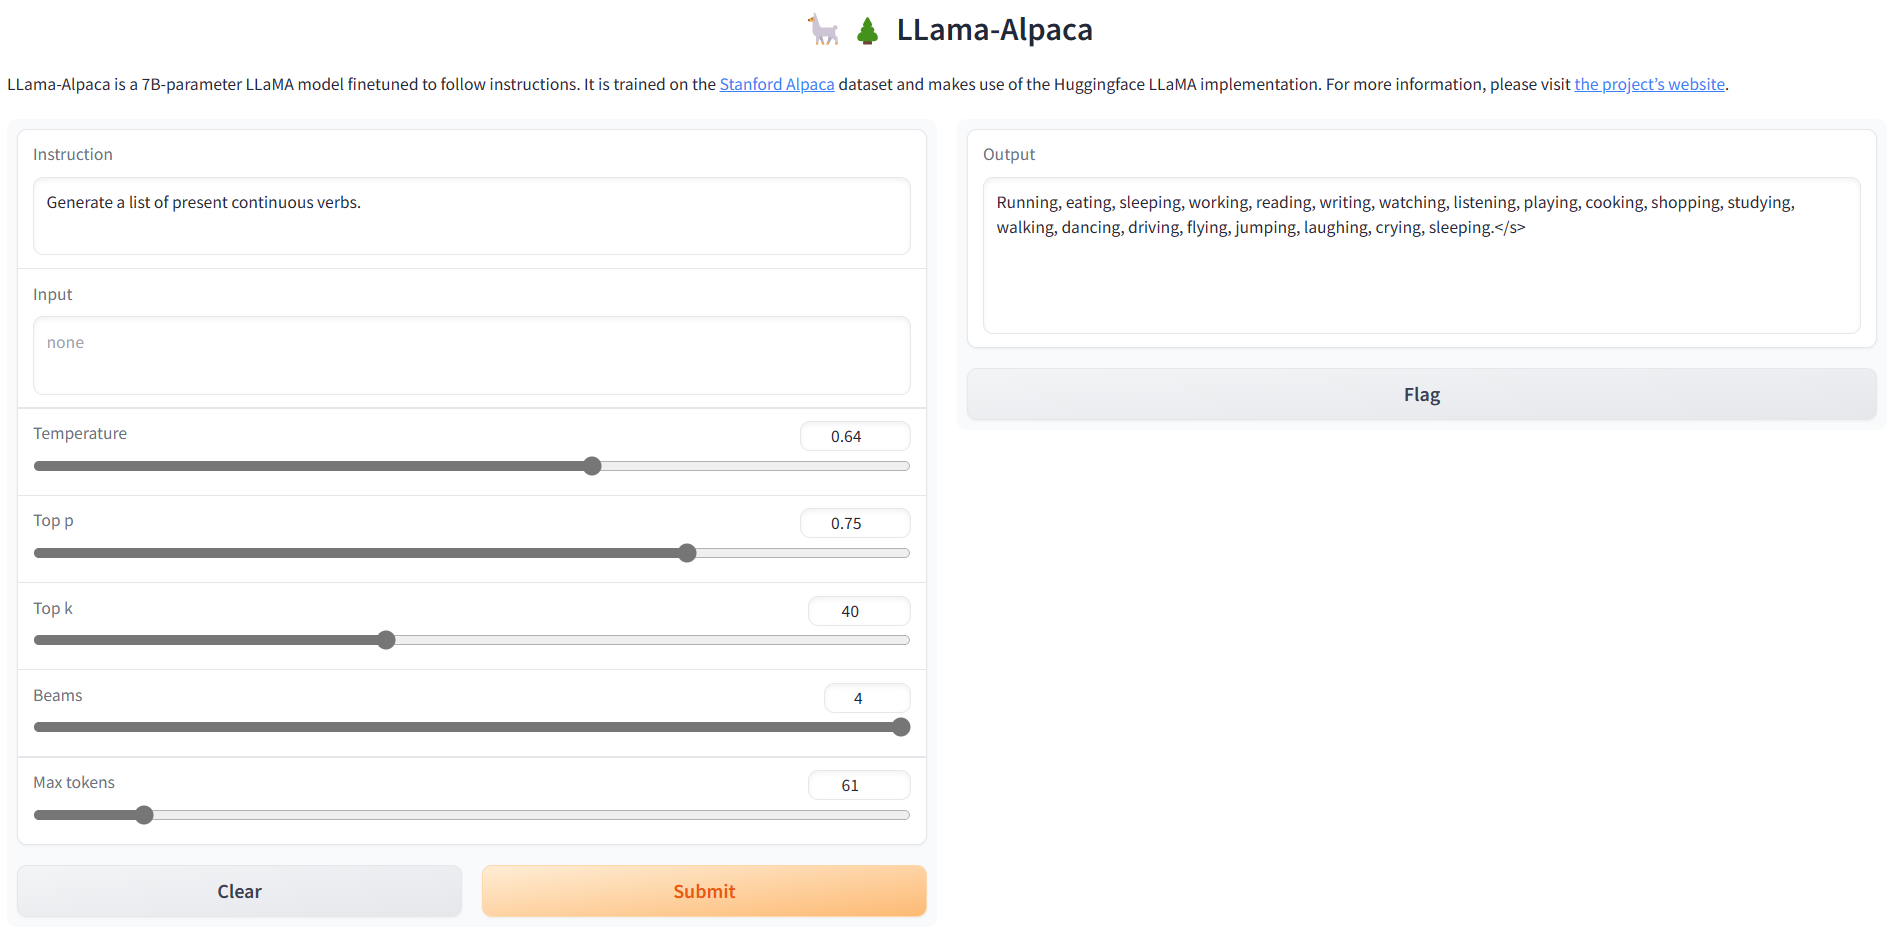 LLama-Alpaca
LLama-Alpaca is a 7B-parameter LLaMA model finetuned to follow instructions. It is trained on the Stanford Alpaca dataset and makes use of the Huggingface LLaMA implementation. For more information, please visit the project’s website.
Instruction
Generate a list of present continuous verbs.
Input
none
Temperature
0.64
Top p
0.75
Top k
40
Beams
4
Max tokens
61
Clear
Submit
Output
Running, eating, sleeping, working, reading, writing, watching, listening, playing, cooking, shopping, studying,
walking, dancing, driving, flying, jumping, laughing, crying, sleeping.</s>
Flag